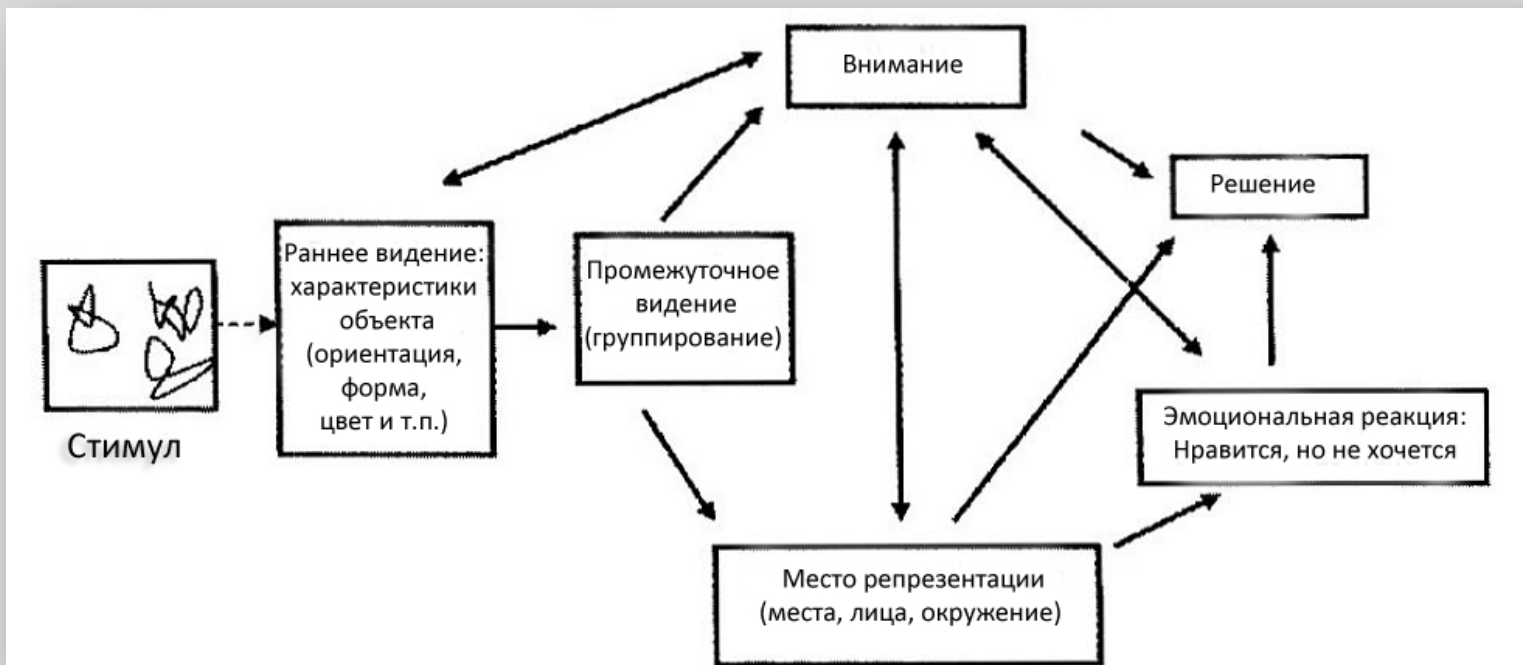 Внимание
Решение
Раннее видение:
характеристики
объекта
(ориентация,
форма,
цвет и т.п.)
Промежуточное
видение
(группирование)
Стимул
Эмоциональная реакция:
Нравится, но не хочется
Место репрезентации
(места, лица, окружение)